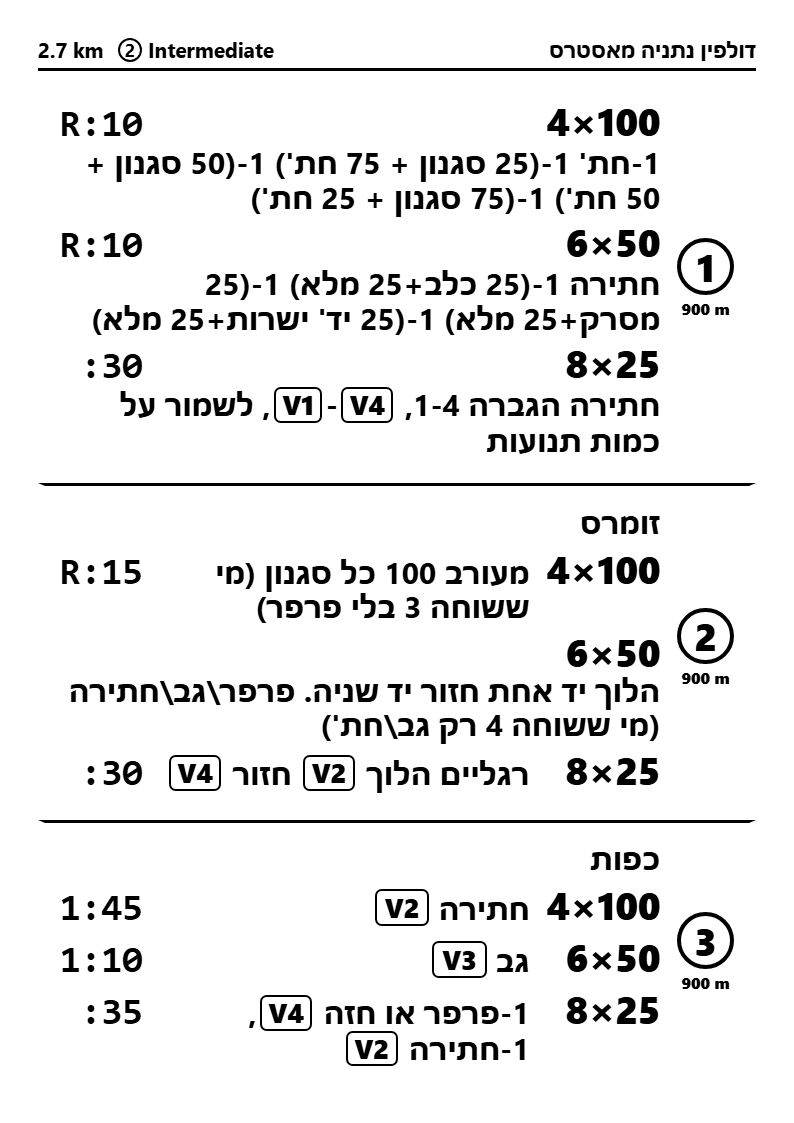 דולפין נתניה מאסטרס 2.7 km ② Intermediate
4×100 R:10
1-חת' 1-(25 סגנון + 75 חת') 1-(50 סגנון +
50 חת') 1-(75 סגנון + 25 חת')
6×50 R:10
חתירה 1-(25 כלב+25 מלא) 1-(25
מסרק+25 מלא) 1-(25 יד' ישרות+25 מלא)
8×25 :30
חתירה הגברה 1-4, V4-V1, לשמור על
כמות תנועות
1
900 m
זומרס
4×100 מעורב 100 כל סגנון (מי R:15
ששוחה 3 בלי פרפר)
6×50
הלוך יד אחת חזור יד שניה. פרפר\גב\חתירה
(מי ששוחה 4 רק גב\חת')
8×25 רגליים הלוך V2 חזור V4 :30
2
900 m
כפות
4×100 חתירה V2 1:45
6×50 גב V3 1:10
8×25 1-פרפר או חזה V4, :35
1-חתירה V2
3
900 m